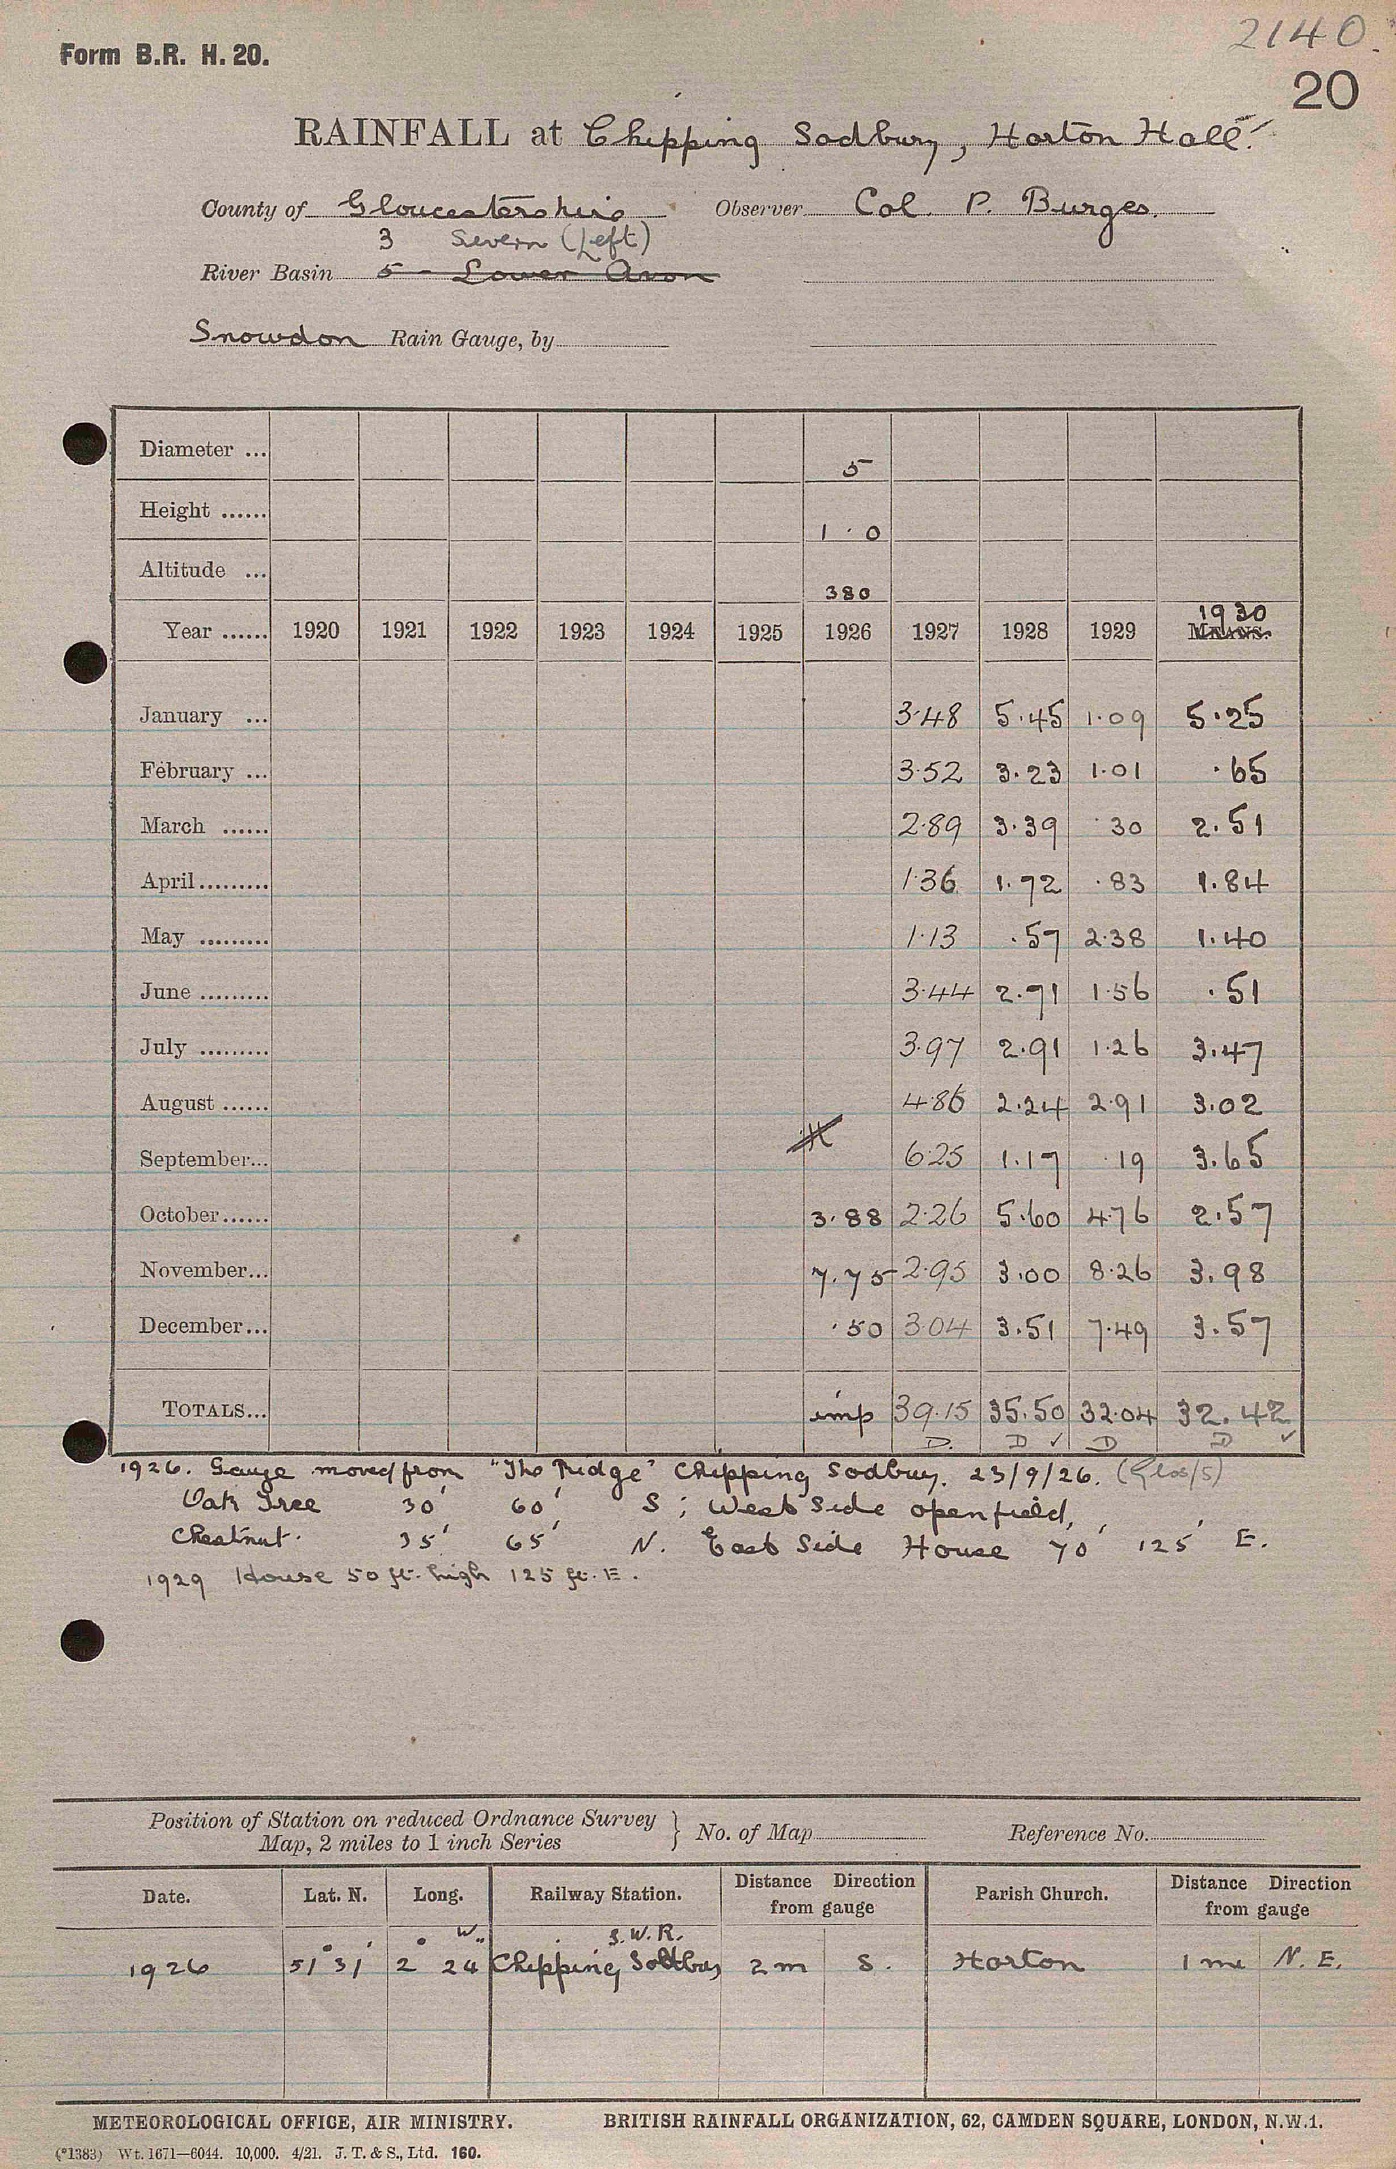 2140
Form B.R. H. 20.
20
RAINFALL at Chipping Sodbury, Horton Hall.
County of Gloucestershire Observer Col. P. Burges.
3 Severn (Left)
River Basin 5 - Lower Avon
Snowdon Rain Gauge, by
Diameter ... 5
Height ...... 1 . 0
Altitude ... 380
1930
Year ...... 1920 1921 1922 1923 1924 1925 1926 1927 1928 1929 MEANS.
January ... 3.48 5.45 1.09 5.25
February ... 3.52 3.23 1.01 .65
March ...... 2.89 3.39 .30 2.51
April ......... 1.36 1.72 .83 1.84
May ......... 1.13 .57 2.38 1.40
June ......... 3.44 2.71 1.56 .51
July ......... 3.97 2.91 1.26 3.47
August ...... 4.86 2.24 2.91 3.02
September... 6.25 1.17 .19 3.65
October...... 3.88 2.26 5.60 4.76 2.57
November... 7.75 2.95 3.00 8.26 3.98
December... .50 3.04 3.51 7.49 3.57
TOTALS... imp 39.15 35.50 32.04 32.42
D. D ✓ D D ✓
1926. Gauge moved from "The Ridge" Chipping Sodbury. 23/9/26. (Glos/5)
Oak Tree 30' 60' S ; West Side open field,
Chestnut. 35' 65' N. East Side House 70' 125' E.
1929 House 50 ft. high 125 ft. E.
Position of Station on reduced Ordnance Survey
Map, 2 miles to 1 inch Series } No. of Map Reference No.
Date. Lat. N. Long. Railway Station. Distance Direction from gauge Parish Church. Distance Direction from gauge
W. W.R.
1926 51° 31' 2° 24" Chipping Sodbury 2 m S. Horton 1 me N. E.
METEOROLOGICAL OFFICE, AIR MINISTRY. BRITISH RAINFALL ORGANIZATION, 62, CAMDEN SQUARE, LONDON, N.W.1.
(*1383) Wt. 1671—6044. 10,000. 4/21. J. T. & S., Ltd. 160.